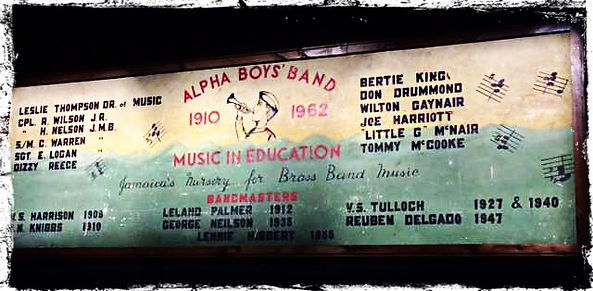 LESLIE THOMPSON DR. of MUSIC
CPL. R. WILSON J.R.
" H. NELSON J.M.B.
S/M C. WARREN "
SGT. E. LOGAN "
DIZZY REECE
ALPHA BOYS' BAND
1910 1962
MUSIC IN EDUCATION
BERTIE KING
DON DRUMMOND
WILTON GAYNAIR
JOE HARRIOTT
"LITTLE G" McNAIR
TOMMY McCOOKE
Jamaica's Nursery for Brass Band Music
BANDMASTERS
S. HARRISON 1908
N. KNIBBS 1910
LELAND PALMER 1912
GEORGE NEILSON 1935
LENNIE HIBBERT 1955
V.S. TULLOCH 1927 & 1940
REUBEN DELGADO 1947